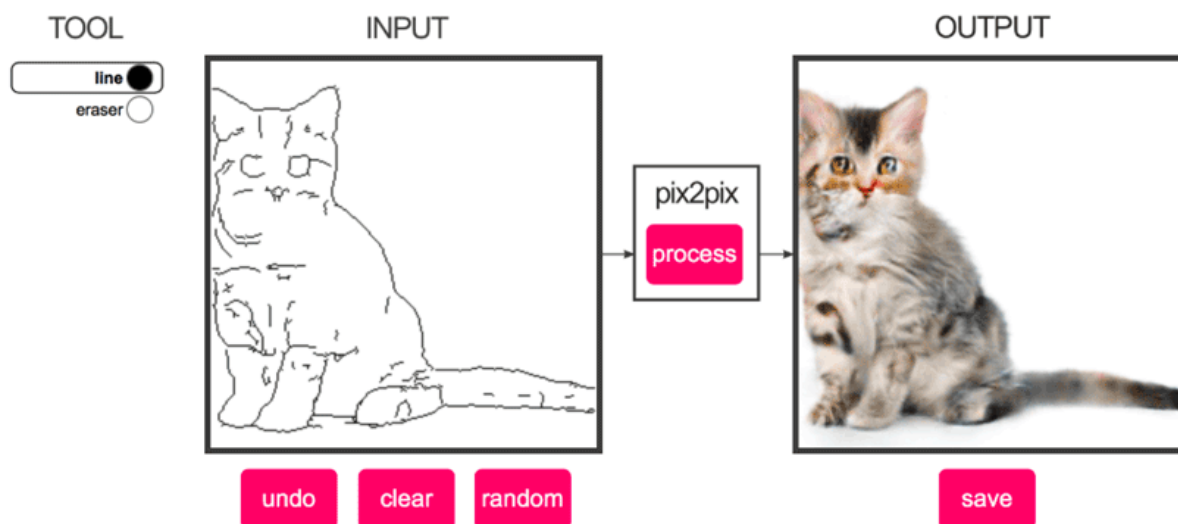 TOOL
INPUT
OUTPUT
line
eraser
pix2pix
process
undo
clear
random
save